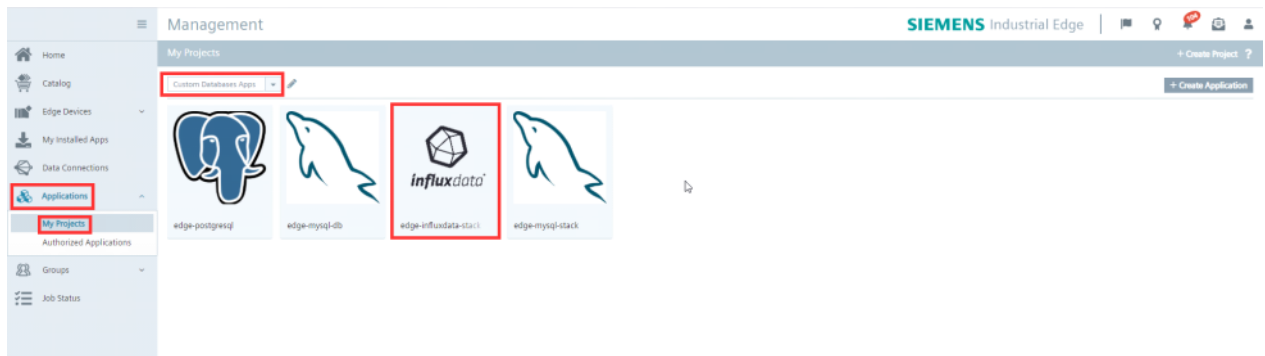 Management
SIEMENS Industrial Edge
Home
My Projects
+ Create Project ?
Catalog
Custom Databases Apps
+ Create Application
Edge Devices
My Installed Apps
Data Connections
influxdata
Applications
My Projects
edge-postgresql
edge-mysql-db
edge-influxdata-stack
edge-mysql-stack
Authorized Applications
Groups
Job Status